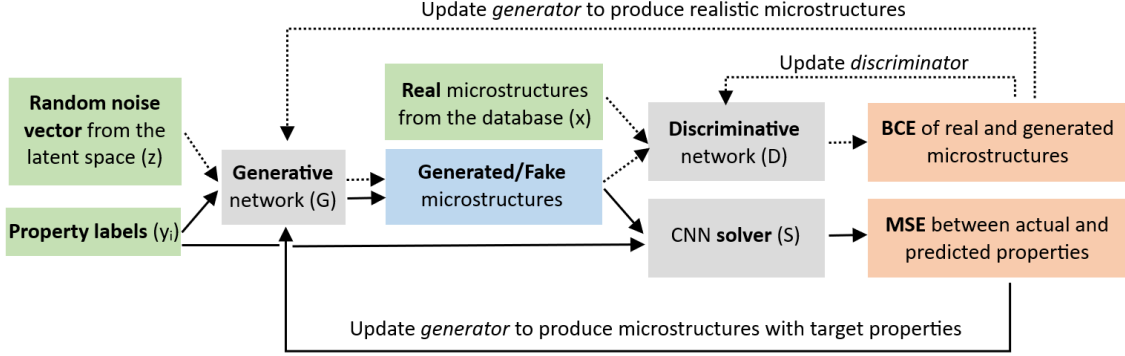 Update generator to produce realistic microstructures
Update discriminator
Random noise
vector from the
latent space (z)
Real microstructures
from the database (x)
Discriminative
network (D)
BCE of real and generated
microstructures
Generative
network (G)
Generated/Fake
microstructures
Property labels (yᵢ)
CNN solver (S)
MSE between actual and
predicted properties
Update generator to produce microstructures with target properties